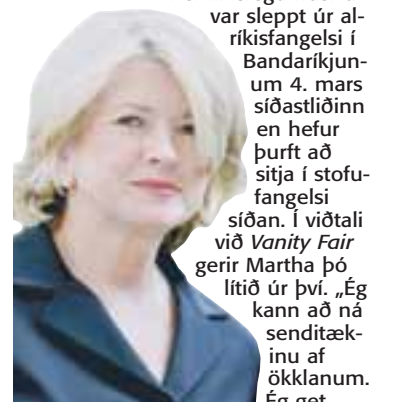 var sleppt úr al-
ríkisfangelsi í
Bandaríkjun-
um 4. mars
síðastliðinn
en hefur
þurft að
sitja í stofu-
fangelsi
síðan. Í viðtali
við Vanity Fair
gerir Martha þó
lítið úr því. „Ég
kann að ná
senditæk-
inu af
ökklanum.
Ég get